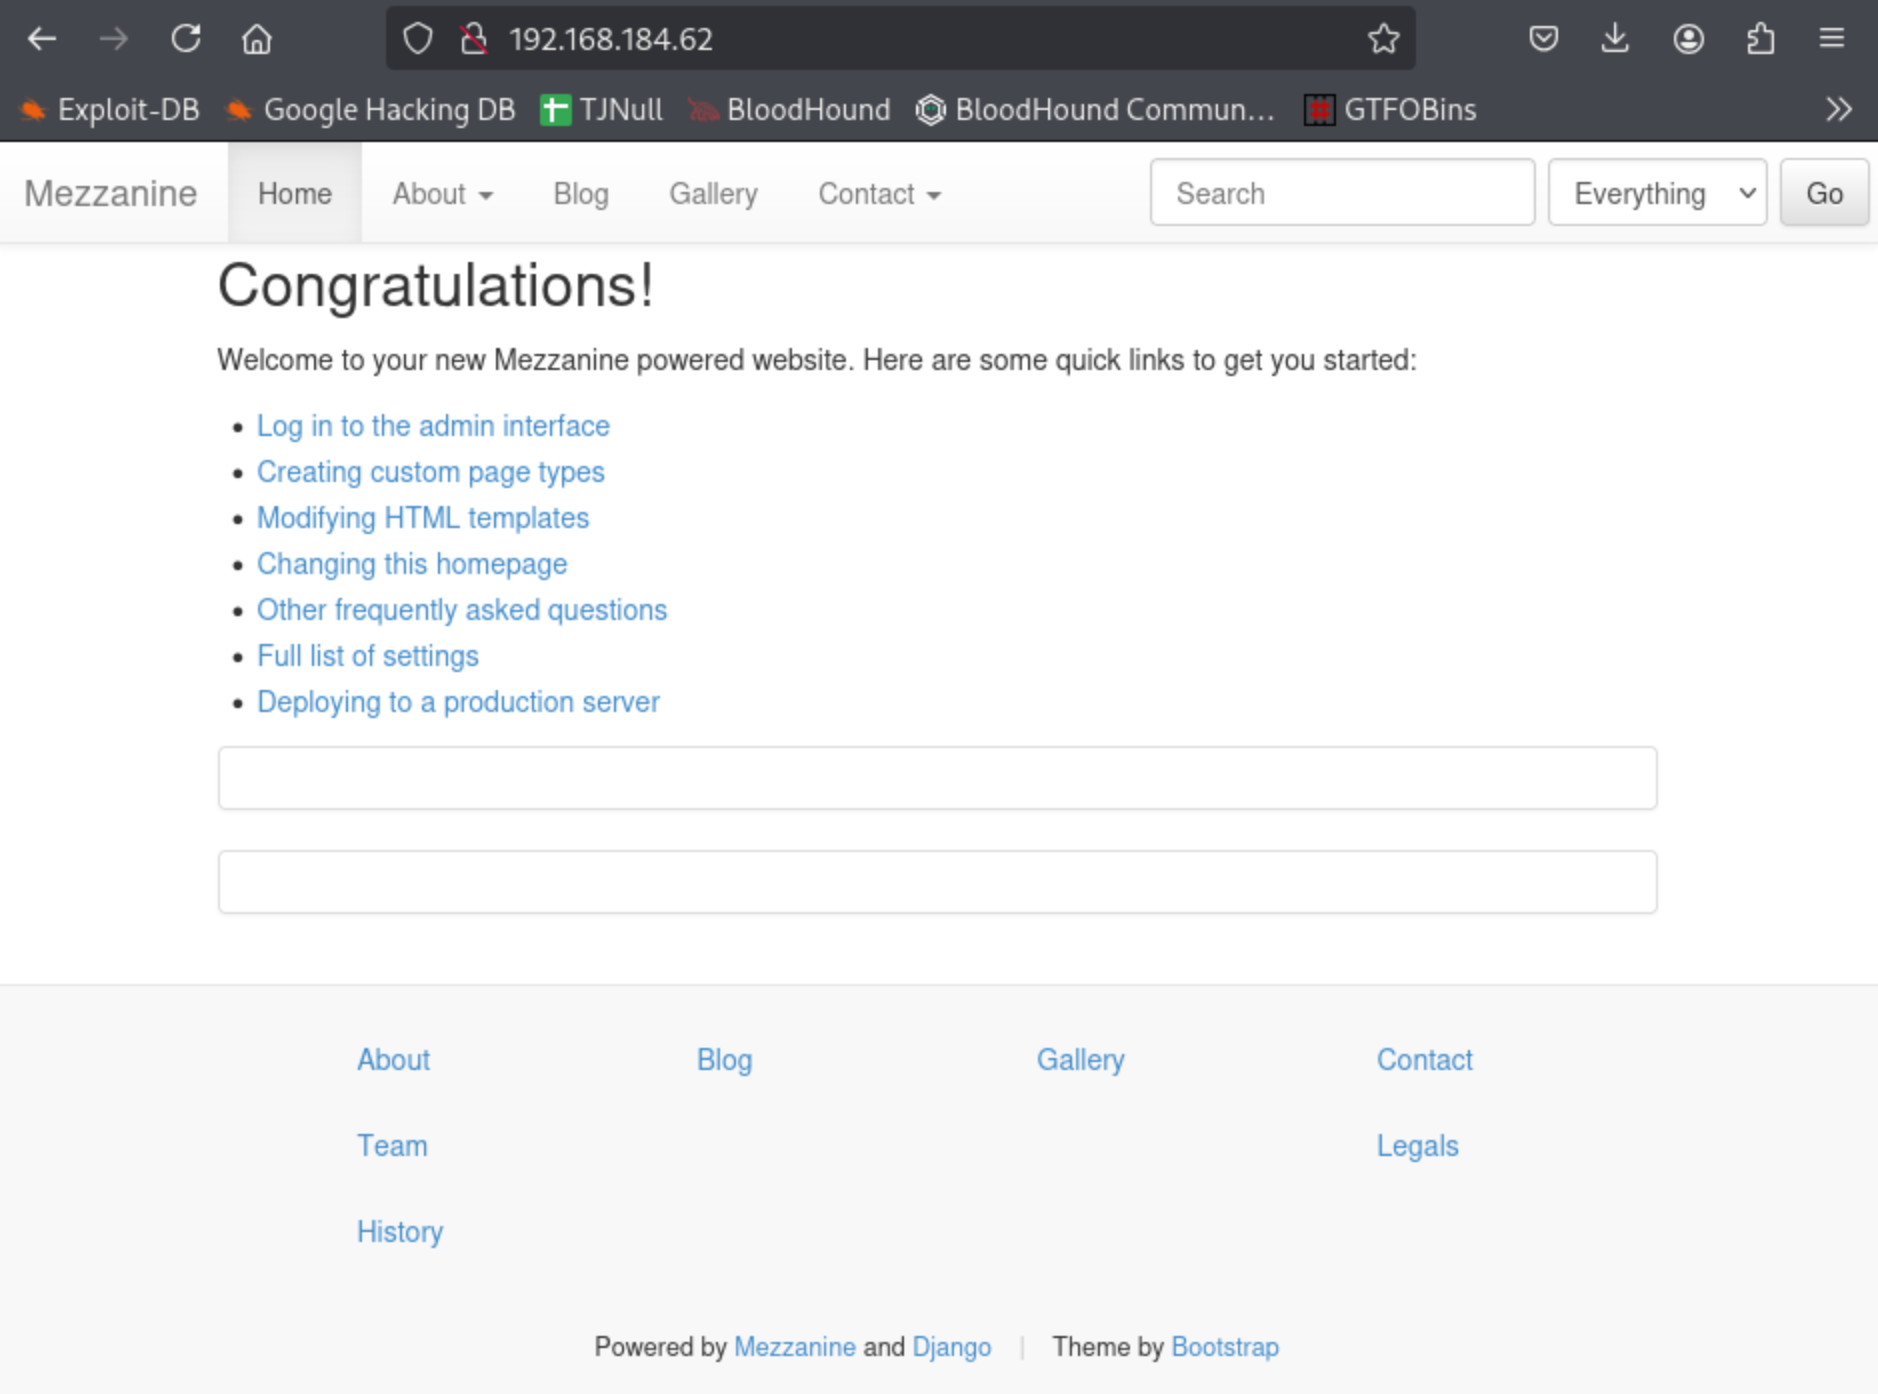 192.168.184.62
Exploit-DB Google Hacking DB TJNull BloodHound BloodHound Commun... GTFOBins
Mezzanine Home About Blog Gallery Contact Search Everything Go
Congratulations!
Welcome to your new Mezzanine powered website. Here are some quick links to get you started:
Log in to the admin interface
Creating custom page types
Modifying HTML templates
Changing this homepage
Other frequently asked questions
Full list of settings
Deploying to a production server
About Blog Gallery Contact
Team Legals
History
Powered by Mezzanine and Django | Theme by Bootstrap